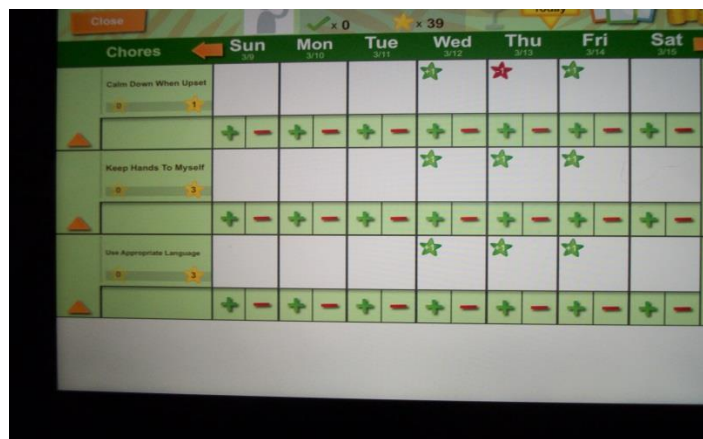 Close
x 0
x 39
Today
Chores
Sun Mon Tue Wed Thu Fri Sat
3/9 3/10 3/11 3/12 3/13 3/14 3/15
Calm Down When Upset
0 1
Keep Hands To Myself
0 3
Use Appropriate Language
0 3